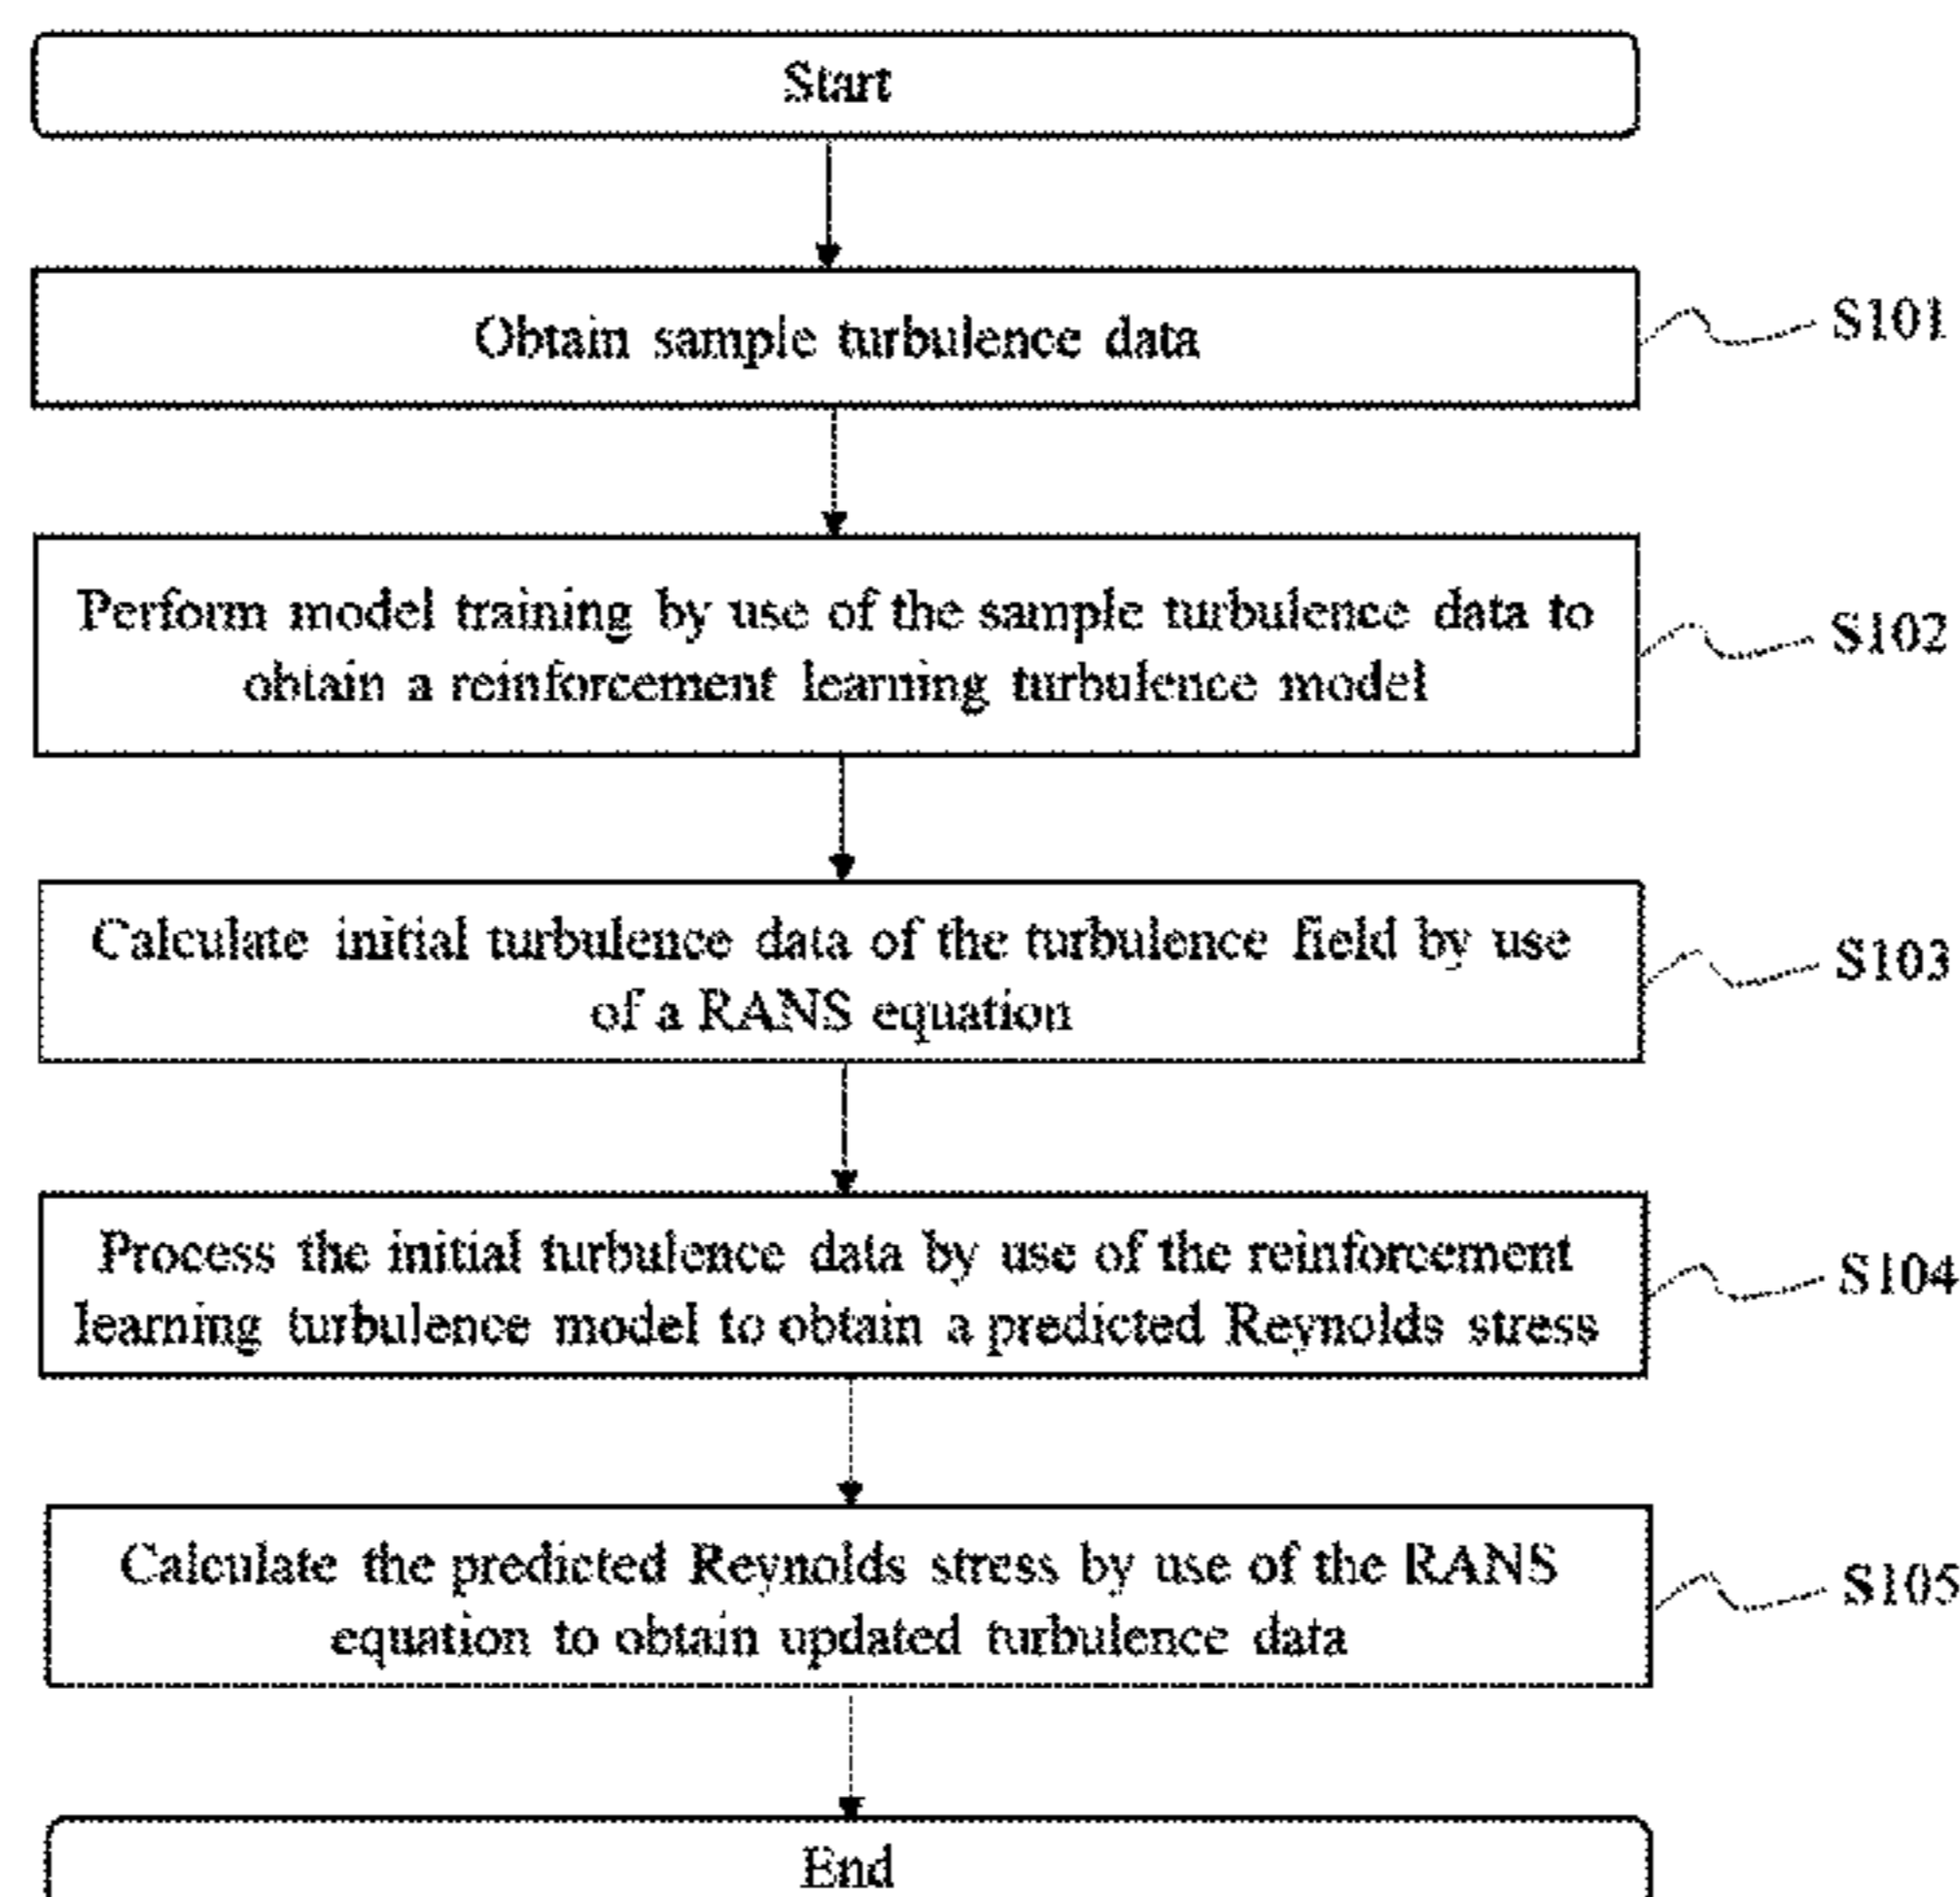 Start
Obtain sample turbulence data
S101
Perform model training by use of the sample turbulence data to
obtain a reinforcement learning turbulence model
S102
Calculate initial turbulence data of the turbulence field by use
of a RANS equation
S103
Process the initial turbulence data by use of the reinforcement
learning turbulence model to obtain a predicted Reynolds stress
S104
Calculate the predicted Reynolds stress by use of the RANS
equation to obtain updated turbulence data
S105
End